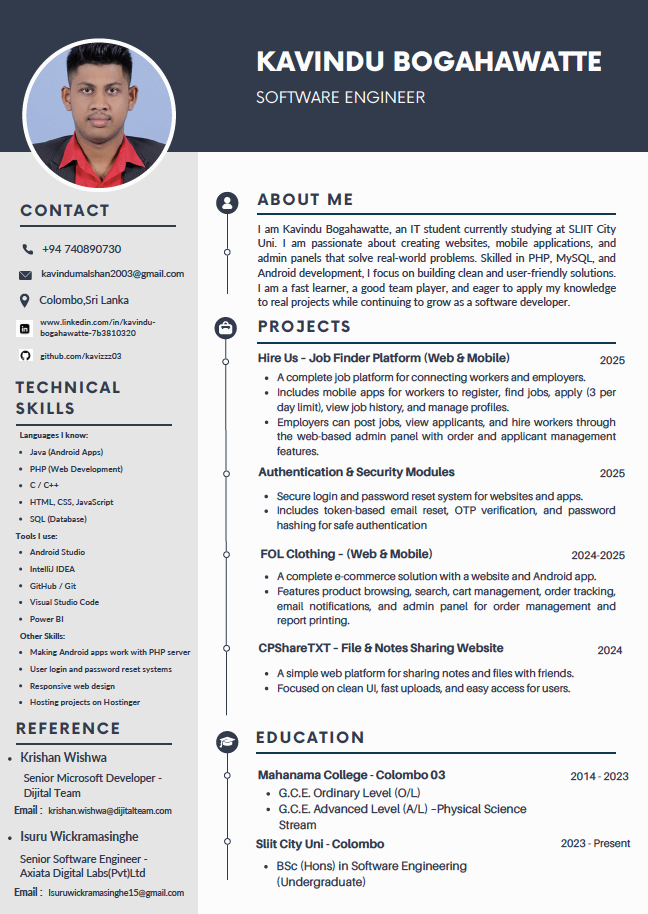 KAVINDU BOGAHAWATTE
SOFTWARE ENGINEER
CONTACT
+94 740890730
kavindumalshan2003@gmail.com
Colombo,Sri Lanka
www.linkedin.com/in/kavindu-
bogahawatte-7b3810320
github.com/kavizzz03
TECHNICAL
SKILLS
Languages I know:
• Java (Android Apps)
• PHP (Web Development)
• C / C++
• HTML, CSS, JavaScript
• SQL (Database)
Tools I use:
• Android Studio
• IntelliJ IDEA
• GitHub / Git
• Visual Studio Code
• Power BI
Other Skills:
• Making Android apps work with PHP server
• User login and password reset systems
• Responsive web design
• Hosting projects on Hostinger
REFERENCE
• Krishan Wishwa
Senior Microsoft Developer -
Dijital Team
Email : krishan.wishwa@dijitalteam.com
• Isuru Wickramasinghe
Senior Software Engineer -
Axiata Digital Labs(Pvt)Ltd
Email : Isuruwickramasinghe15@gmail.com
ABOUT ME
I am Kavindu Bogahawatte, an IT student currently studying at SLIIT City
Uni. I am passionate about creating websites, mobile applications, and
admin panels that solve real-world problems. Skilled in PHP, MySQL, and
Android development, I focus on building clean and user-friendly solutions.
I am a fast learner, a good team player, and eager to apply my knowledge
to real projects while continuing to grow as a software developer.
PROJECTS
Hire Us – Job Finder Platform (Web & Mobile) 2025
• A complete job platform for connecting workers and employers.
• Includes mobile apps for workers to register, find jobs, apply (3 per
day limit), view job history, and manage profiles.
• Employers can post jobs, view applicants, and hire workers through
the web-based admin panel with order and applicant management
features.
Authentication & Security Modules 2025
• Secure login and password reset system for websites and apps.
• Includes token-based email reset, OTP verification, and password
hashing for safe authentication
FOL Clothing – (Web & Mobile) 2024-2025
• A complete e-commerce solution with a website and Android app.
• Features product browsing, search, cart management, order tracking,
email notifications, and admin panel for order management and
report printing.
CPShareTXT – File & Notes Sharing Website 2024
• A simple web platform for sharing notes and files with friends.
• Focused on clean UI, fast uploads, and easy access for users.
EDUCATION
Mahanama College - Colombo 03 2014 - 2023
• G.C.E. Ordinary Level (O/L)
• G.C.E. Advanced Level (A/L) –Physical Science
Stream
Sliit City Uni - Colombo 2023 - Present
• BSc (Hons) in Software Engineering
(Undergraduate)